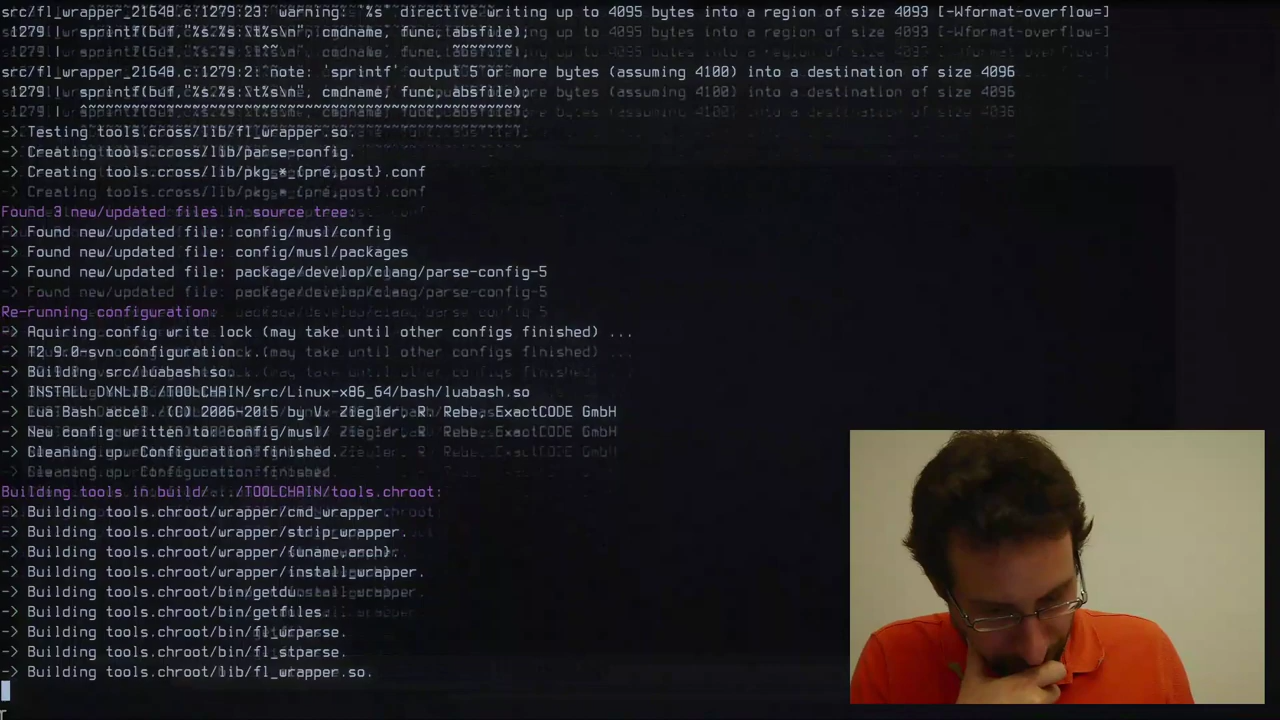 src/fl_wrapper_21640.c:1279:23: warning: '%s' directive writing up to 4095 bytes into a region of size 4093 [-Wformat-overflow=]
1279 |   sprintf(buf,"%s.%s:\t%s\n", cmdname, func, absfile);
1279 |                     ^~                    ~~~~~~~
src/fl_wrapper_21640.c:1279:2: note: 'sprintf' output 5 or more bytes (assuming 4100) into a destination of size 4096
1279 |   sprintf(buf,"%s.%s:\t%s\n", cmdname, func, absfile);
1279 |   ^~~~~~~~~~~~~~~~~~~~~~~~~~~~~~~~~~~~~~~~~~~~~~~~~~~
-> Testing tools.cross/lib/fl_wrapper.so.
-> Creating tools.cross/lib/parse-config.
-> Creating tools.cross/lib/pkg_*_{pre,post}.conf
Found 3 new/updated files in source tree:
-> Found new/updated file: config/musl/config
-> Found new/updated file: config/musl/packages
-> Found new/updated file: package/develop/clang/parse-config-5
Re-running configuration:
-> Aquiring config write lock (may take until other configs finished) ...
-> T2 9.0-svn configuration ...
-> Building src/luabash.so.
-> INSTALL DYNLIB /TOOLCHAIN/src/Linux-x86_64/bash/luabash.so
-> Lua Bash accel. (C) 2006-2015 by V. Ziegler, R. Rebe, ExactCODE GmbH
-> New config written to config/musl/
-> Cleaning up. Configuration finished.
Building tools in build/.../TOOLCHAIN/tools.chroot:
-> Building tools.chroot/wrapper/cmd_wrapper.
-> Building tools.chroot/wrapper/strip_wrapper.
-> Building tools.chroot/wrapper/{uname,arch}.
-> Building tools.chroot/wrapper/install_wrapper.
-> Building tools.chroot/bin/getdu.
-> Building tools.chroot/bin/getfiles.
-> Building tools.chroot/bin/fl_wrparse.
-> Building tools.chroot/bin/fl_stparse.
-> Building tools.chroot/lib/fl_wrapper.so.